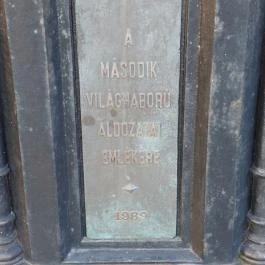 A
MÁSODIK
VILÁGHÁBORÚ
ÁLDOZATAI
EMLÉKÉRE
1989